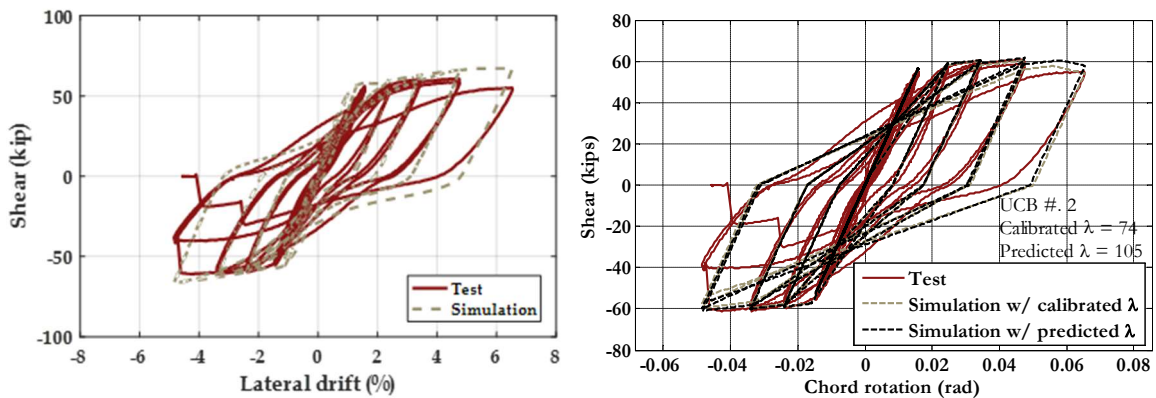 100
50
0
-50
-100
-8
-6
-4
-2
0
2
4
6
8
Shear (kip)
Lateral drift (%)
Test
Simulation
80
60
40
20
0
-20
-40
-60
-80
-0.06
-0.04
-0.02
0
0.02
0.04
0.06
0.08
Shear (kips)
Chord rotation (rad)
UCB #. 2
Calibrated λ = 74
Predicted λ = 105
Test
Simulation w/ calibrated λ
Simulation w/ predicted λ